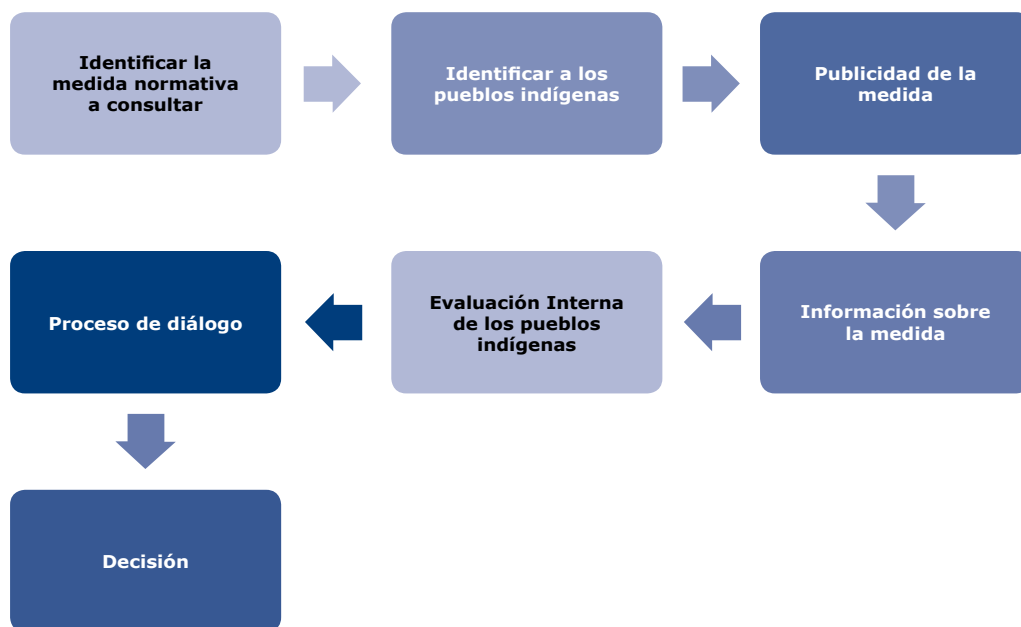 Identificar la
medida normativa
a consultar
Identificar a los
pueblos indígenas
Publicidad de la
medida
Información sobre
la medida
Evaluación Interna
de los pueblos
indígenas
Proceso de diálogo
Decisión